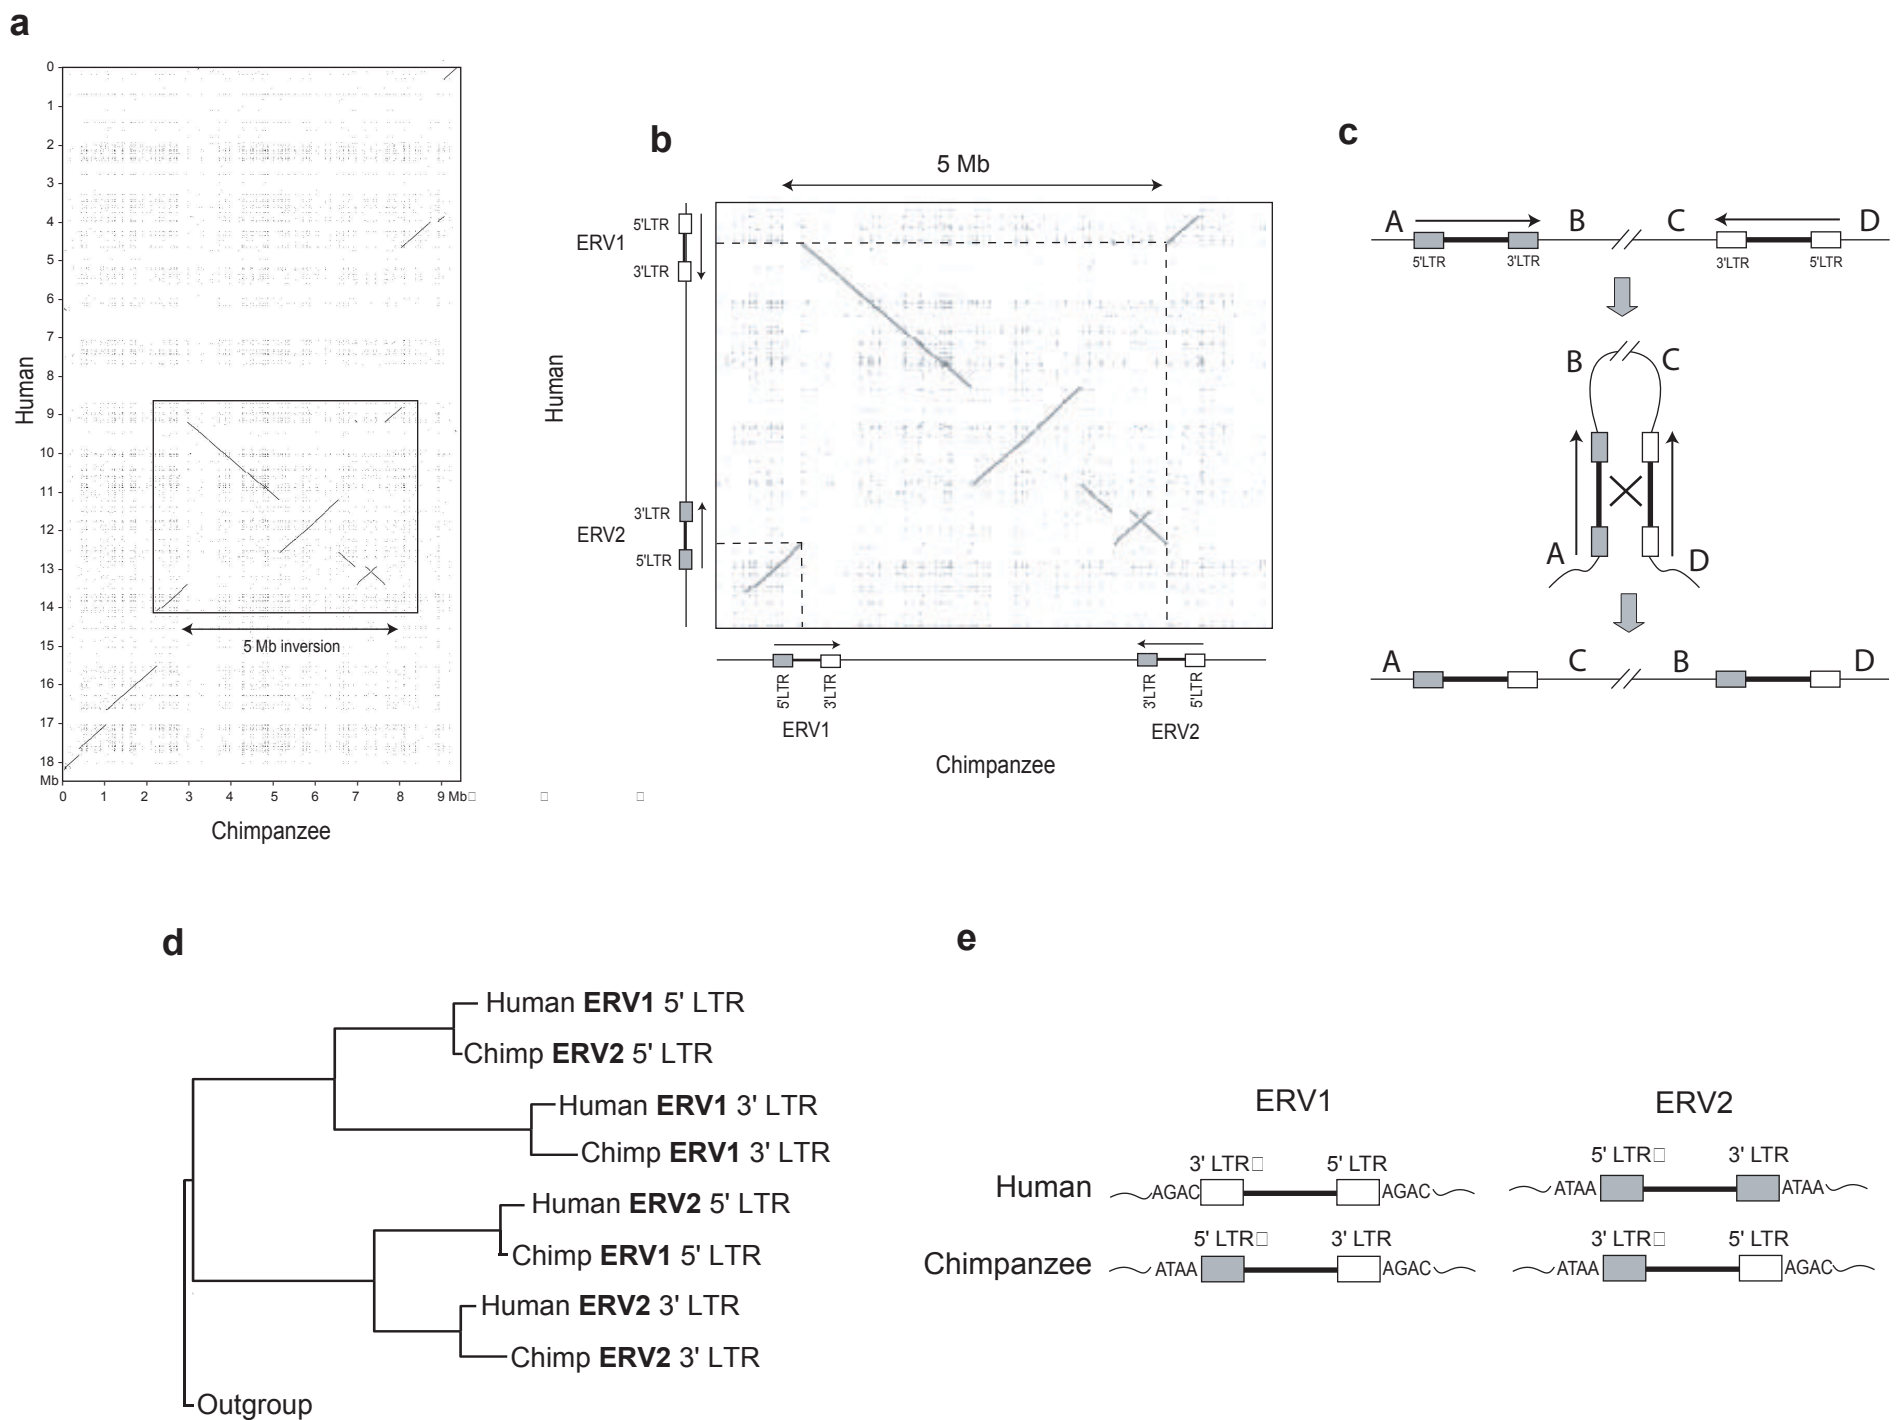 a
0
1
2
3
4
5
6
7
8
9
10
11
12
13
14
15
16
17
18
Mb
Human
5 Mb inversion
0 1 2 3 4 5 6 7 8 9 Mb
Chimpanzee
b
5 Mb
5'LTR
ERV1
3'LTR
Human
3'LTR
ERV2
5'LTR
5'LTR 3'LTR 3'LTR 5'LTR
ERV1 ERV2
Chimpanzee
c
A B C D
5'LTR 3'LTR 3'LTR 5'LTR
B C
A D
A C B D
d
Human ERV1 5' LTR
Chimp ERV2 5' LTR
Human ERV1 3' LTR
Chimp ERV1 3' LTR
Human ERV2 5' LTR
Chimp ERV1 5' LTR
Human ERV2 3' LTR
Chimp ERV2 3' LTR
Outgroup
e
ERV1 ERV2
3' LTR 5' LTR 5' LTR 3' LTR
Human AGAC AGAC ATAA ATAA
5' LTR 3' LTR 3' LTR 5' LTR
Chimpanzee ATAA AGAC ATAA AGAC